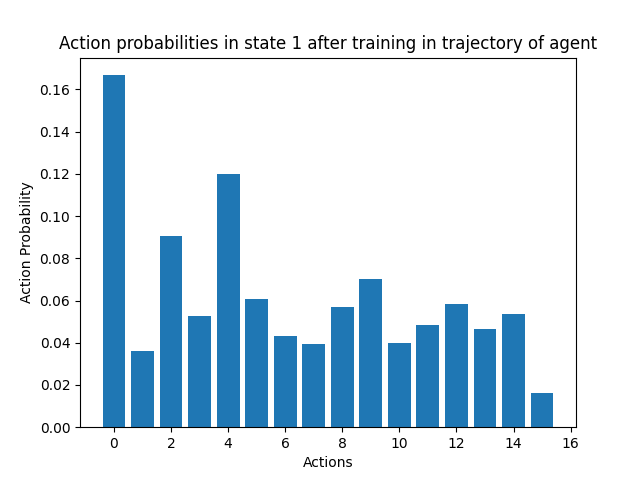 Action probabilities in state 1 after training in trajectory of agent
0.16
0.14
0.12
0.10
0.08
0.06
0.04
0.02
0.00
Action Probability
0 2 4 6 8 10 12 14 16
Actions